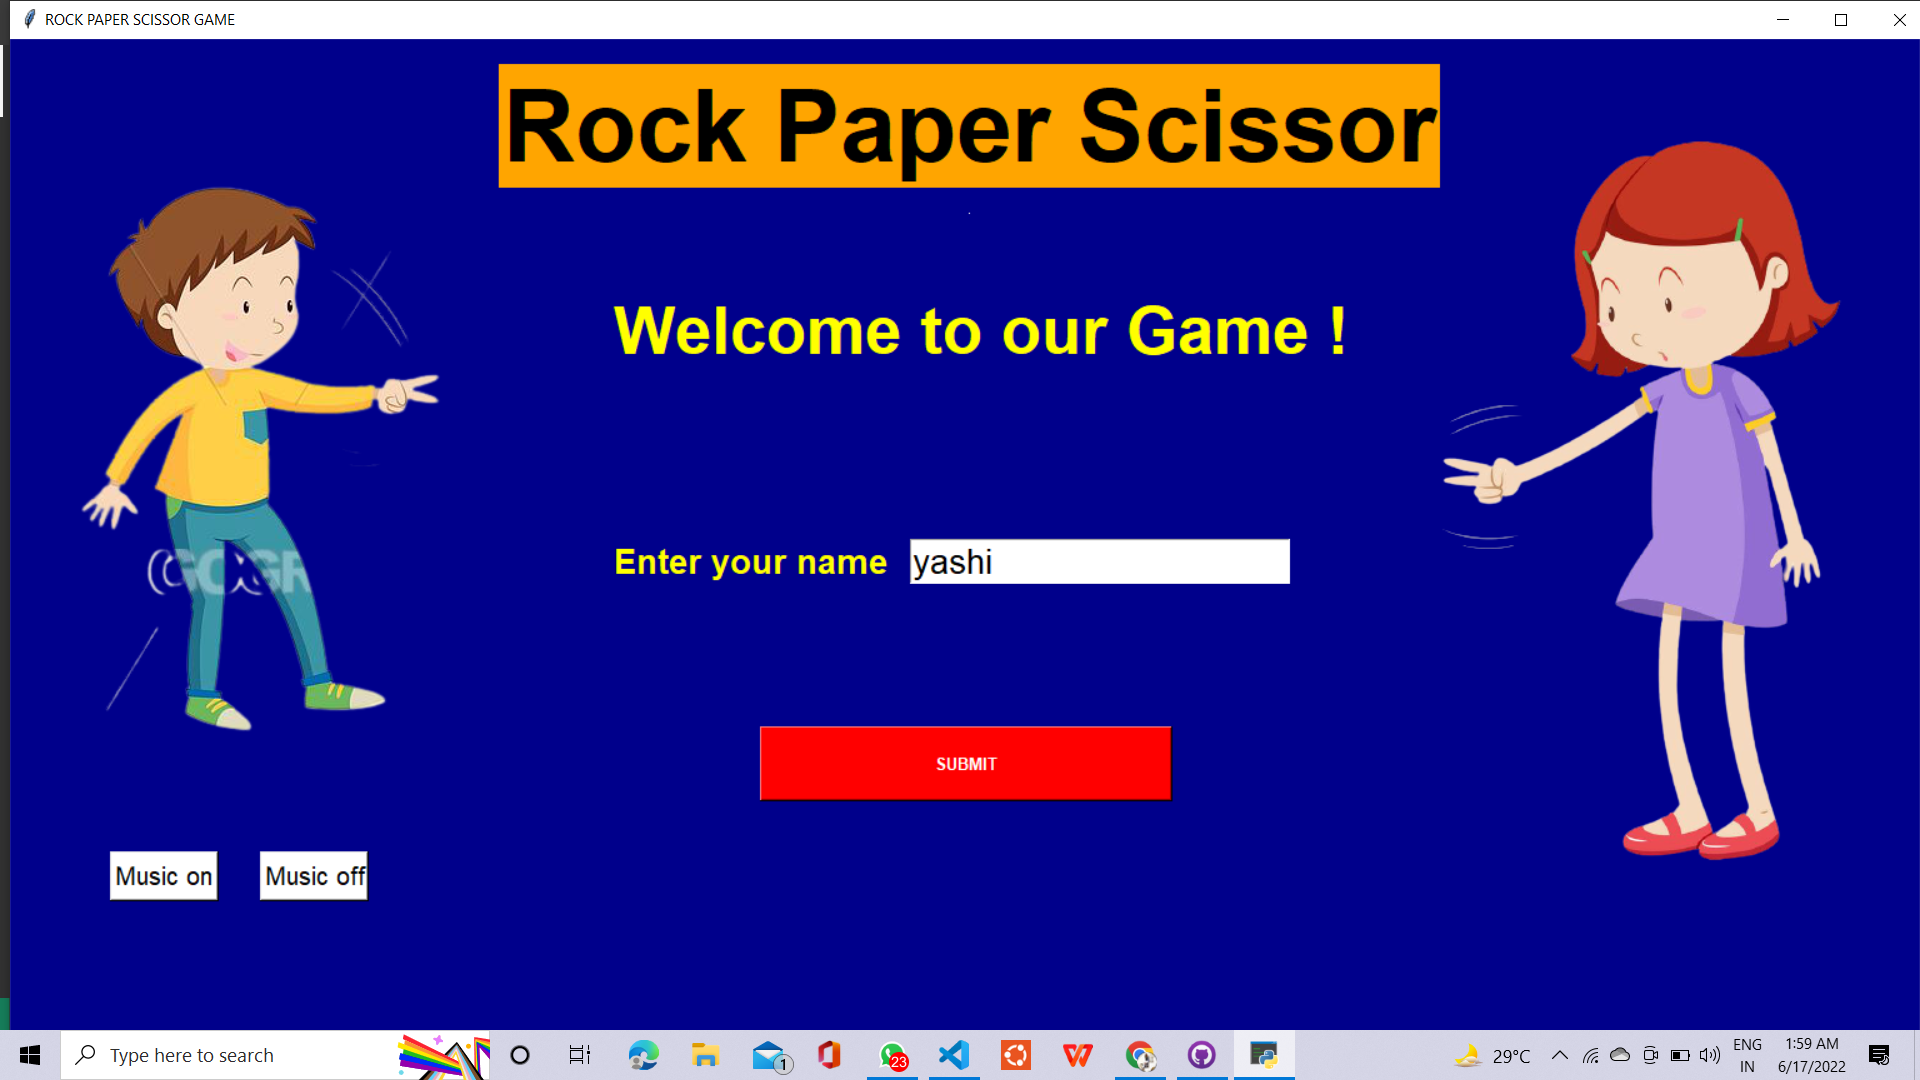 ROCK PAPER SCISSOR GAME
Rock Paper Scissor
Welcome to our Game !
Enter your name yashi
SUBMIT
Music on Music off
Type here to search
1
23
29°C
ENG
IN
1:59 AM
6/17/2022